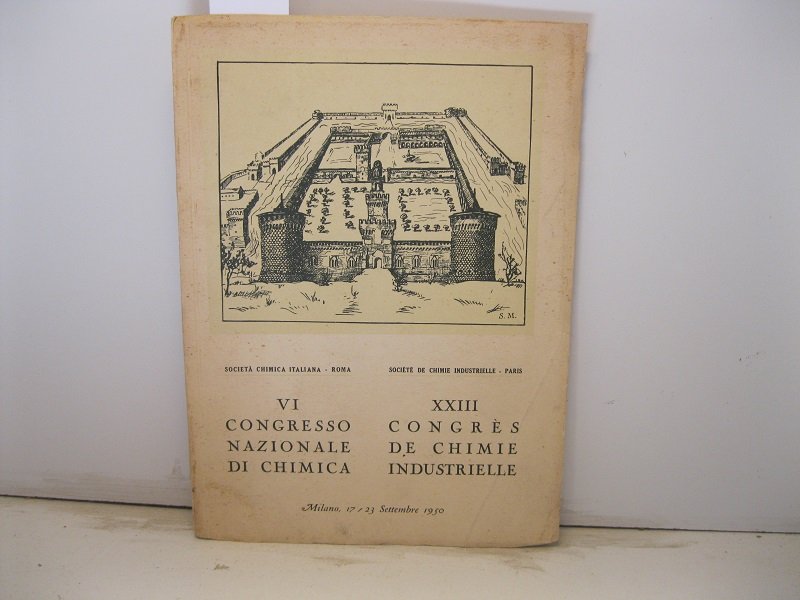 S. M.
SOCIETÀ CHIMICA ITALIANA - ROMA
VI
CONGRESSO
NAZIONALE
DI CHIMICA
SOCIÉTÉ DE CHIMIE INDUSTRIELLE - PARIS
XXIII
CONGRÈS
DE CHIMIE
INDUSTRIELLE
Milano, 17 / 23 Settembre 1950